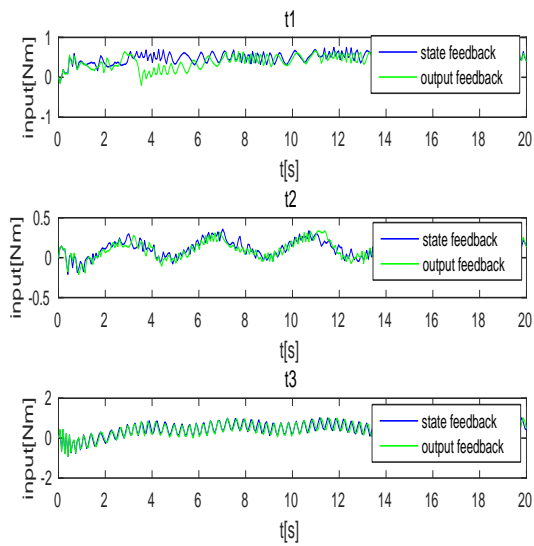 t1
1
0
-1
input[Nm]
state feedback
output feedback
0 2 4 6 8 10 12 14 16 18 20
t[s]
t2
0.5
0
-0.5
input[Nm]
state feedback
output feedback
0 2 4 6 8 10 12 14 16 18 20
t[s]
t3
2
0
-2
input[Nm]
state feedback
output feedback
0 2 4 6 8 10 12 14 16 18 20
t[s]